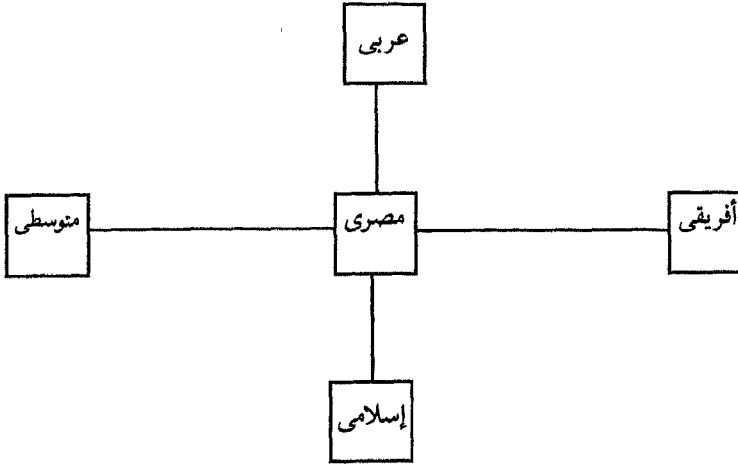 عربى
أفريقى
مصرى
متوسطى
إسلامى